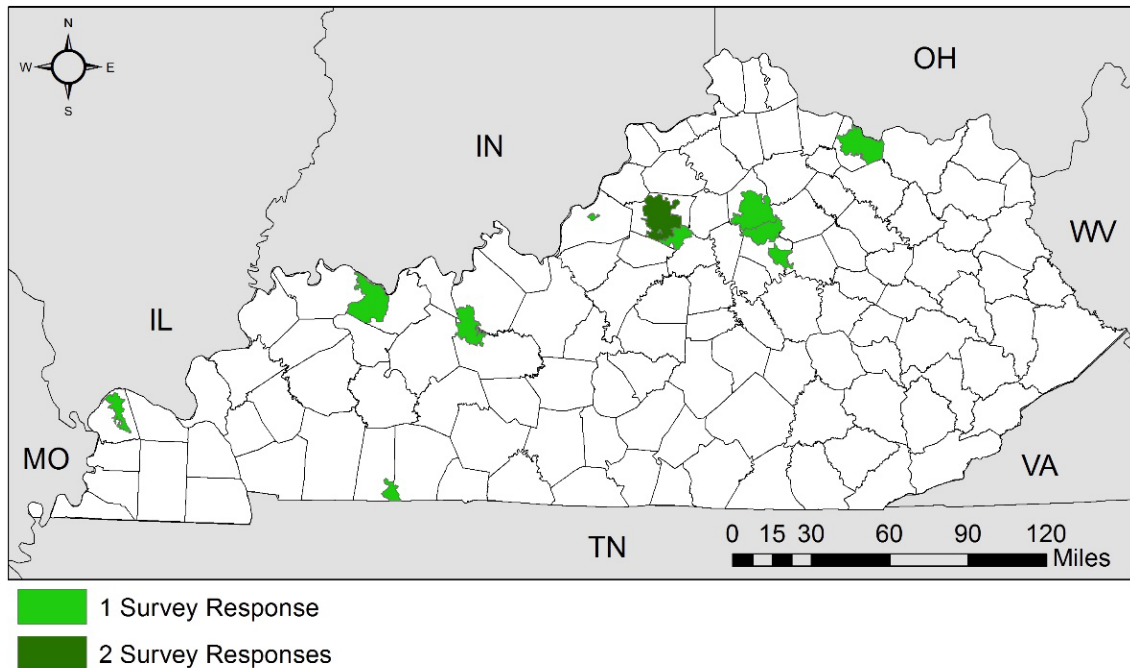 N
W E
S
OH
IN
WV
IL
MO
VA
TN
0 15 30 60 90 120
Miles
1 Survey Response
2 Survey Responses